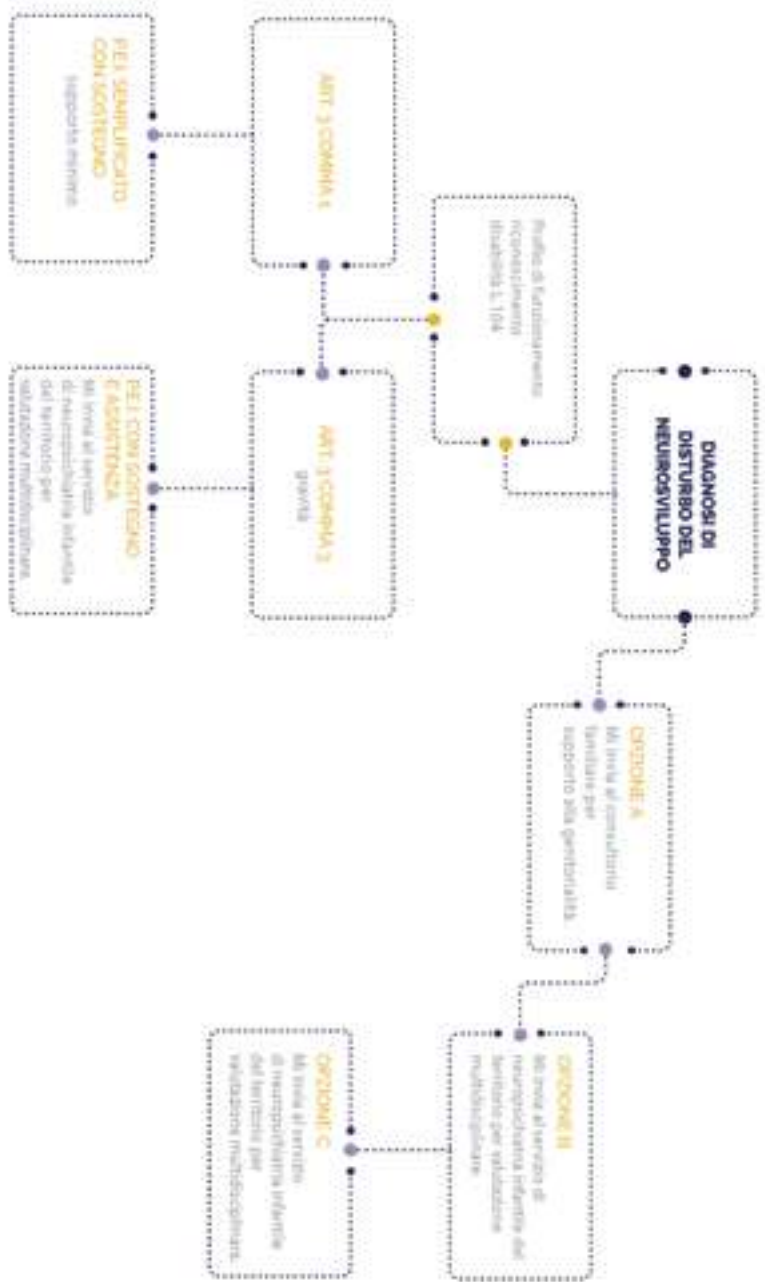 DIAGNOSI DI
DISTURBO DEL
NEUROSVILUPPO
Profilo di funzionamento
riconoscimento
disabilità L. 104
ART. 3 COMMA 1
P.E.I. SEMPLIFICATO
CON SOSTEGNO
supporto minimo
ART. 3 COMMA 3
gravità
P.E.I. CON SOSTEGNO
E ASSISTENZA
Mi invia al servizio
di neuropsichiatria infantile
del territorio per
valutazione multidisciplinare.
OPZIONE A
Mi invia al consultorio
familiare per
supporto alla genitorialità.
OPZIONE B
Mi invia al servizio di
neuropsichiatria infantile del
territorio per valutazione
multidisciplinare.
OPZIONE C
Mi invia al servizio
di neuropsichiatria infantile
del territorio per
valutazione multidisciplinare.